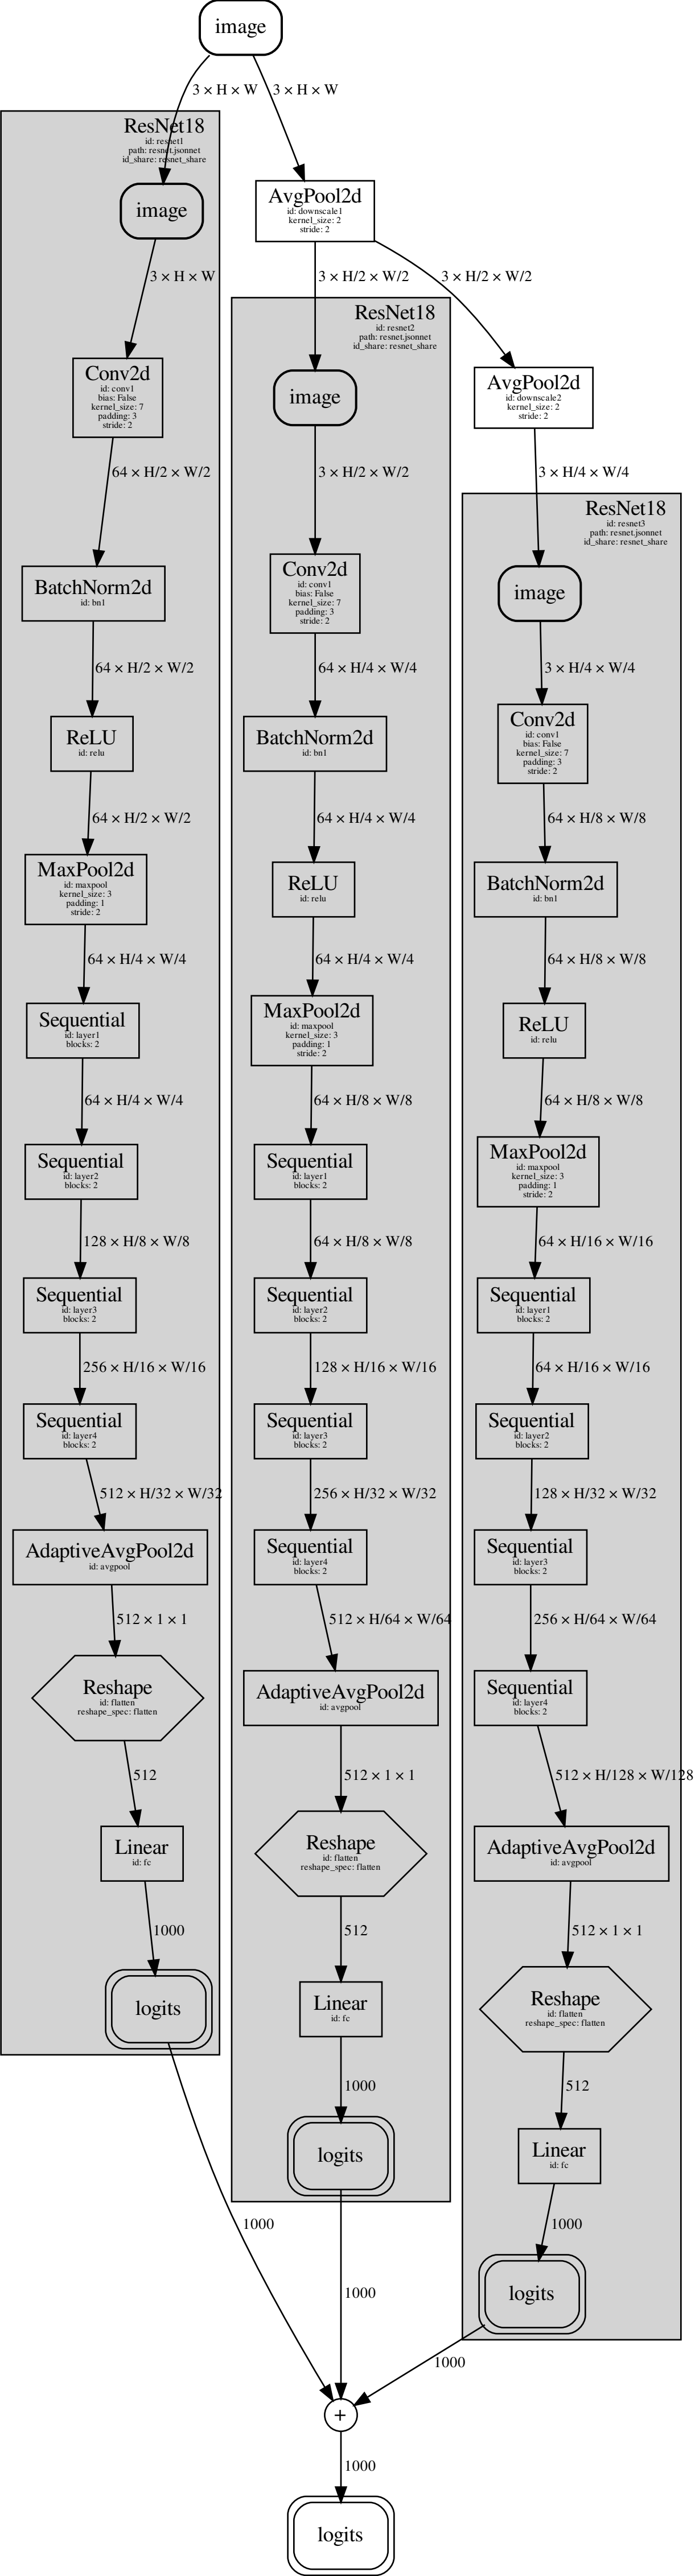 image
3 × H × W
3 × H × W
ResNet18
id: resnet1
path: resnet.jsonnet
id_share: resnet_share
image
3 × H × W
Conv2d
id: conv1
bias: False
kernel_size: 7
padding: 3
stride: 2
64 × H/2 × W/2
BatchNorm2d
id: bn1
64 × H/2 × W/2
ReLU
id: relu
64 × H/2 × W/2
MaxPool2d
id: maxpool
kernel_size: 3
padding: 1
stride: 2
64 × H/4 × W/4
Sequential
id: layer1
blocks: 2
64 × H/4 × W/4
Sequential
id: layer2
blocks: 2
128 × H/8 × W/8
Sequential
id: layer3
blocks: 2
256 × H/16 × W/16
Sequential
id: layer4
blocks: 2
512 × H/32 × W/32
AdaptiveAvgPool2d
id: avgpool
512 × 1 × 1
Reshape
id: flatten
reshape_spec: flatten
512
Linear
id: fc
1000
logits
1000
AvgPool2d
id: downscale1
kernel_size: 2
stride: 2
3 × H/2 × W/2
3 × H/2 × W/2
ResNet18
id: resnet2
path: resnet.jsonnet
id_share: resnet_share
image
3 × H/2 × W/2
Conv2d
id: conv1
bias: False
kernel_size: 7
padding: 3
stride: 2
64 × H/4 × W/4
BatchNorm2d
id: bn1
64 × H/4 × W/4
ReLU
id: relu
64 × H/4 × W/4
MaxPool2d
id: maxpool
kernel_size: 3
padding: 1
stride: 2
64 × H/8 × W/8
Sequential
id: layer1
blocks: 2
64 × H/8 × W/8
Sequential
id: layer2
blocks: 2
128 × H/16 × W/16
Sequential
id: layer3
blocks: 2
256 × H/32 × W/32
Sequential
id: layer4
blocks: 2
512 × H/64 × W/64
AdaptiveAvgPool2d
id: avgpool
512 × 1 × 1
Reshape
id: flatten
reshape_spec: flatten
512
Linear
id: fc
1000
logits
1000
AvgPool2d
id: downscale2
kernel_size: 2
stride: 2
3 × H/4 × W/4
ResNet18
id: resnet3
path: resnet.jsonnet
id_share: resnet_share
image
3 × H/4 × W/4
Conv2d
id: conv1
bias: False
kernel_size: 7
padding: 3
stride: 2
64 × H/8 × W/8
BatchNorm2d
id: bn1
64 × H/8 × W/8
ReLU
id: relu
64 × H/8 × W/8
MaxPool2d
id: maxpool
kernel_size: 3
padding: 1
stride: 2
64 × H/16 × W/16
Sequential
id: layer1
blocks: 2
64 × H/16 × W/16
Sequential
id: layer2
blocks: 2
128 × H/32 × W/32
Sequential
id: layer3
blocks: 2
256 × H/64 × W/64
Sequential
id: layer4
blocks: 2
512 × H/128 × W/128
AdaptiveAvgPool2d
id: avgpool
512 × 1 × 1
Reshape
id: flatten
reshape_spec: flatten
512
Linear
id: fc
1000
logits
1000
+
1000
logits